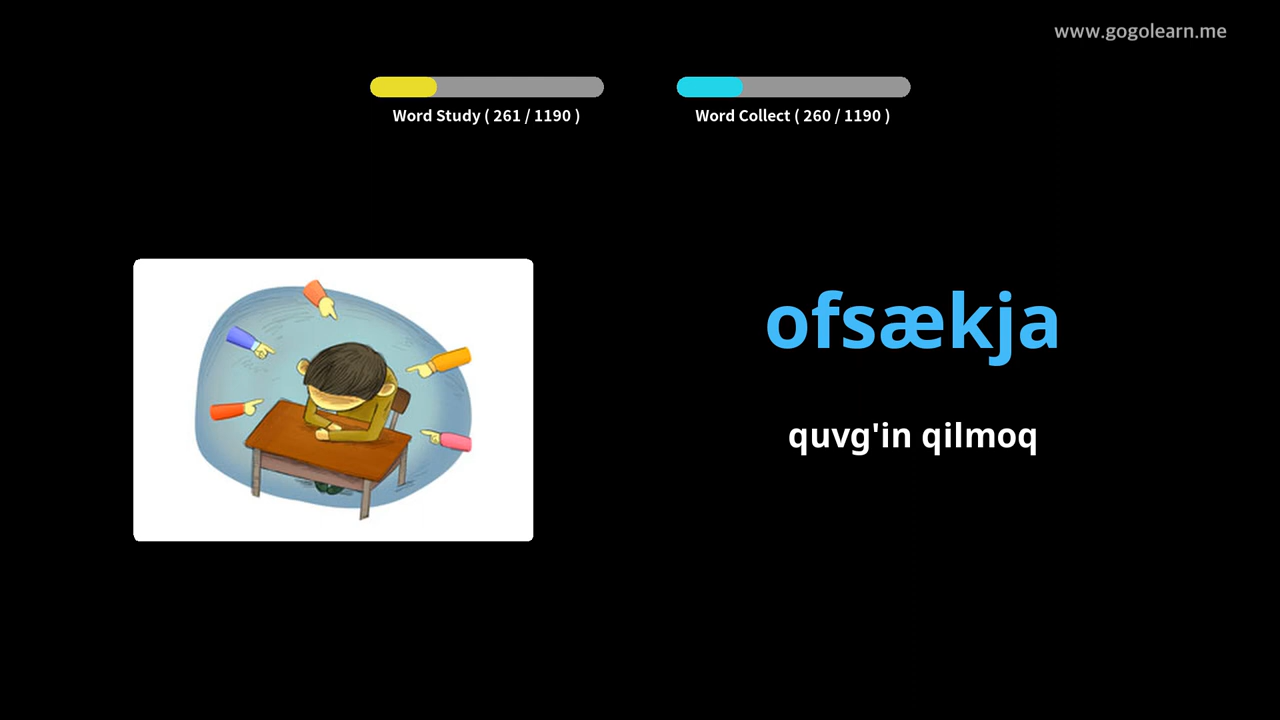 www.gogolearn.me
Word Study ( 261 / 1190 )
Word Collect ( 260 / 1190 )
ofsækja
quvg'in qilmoq